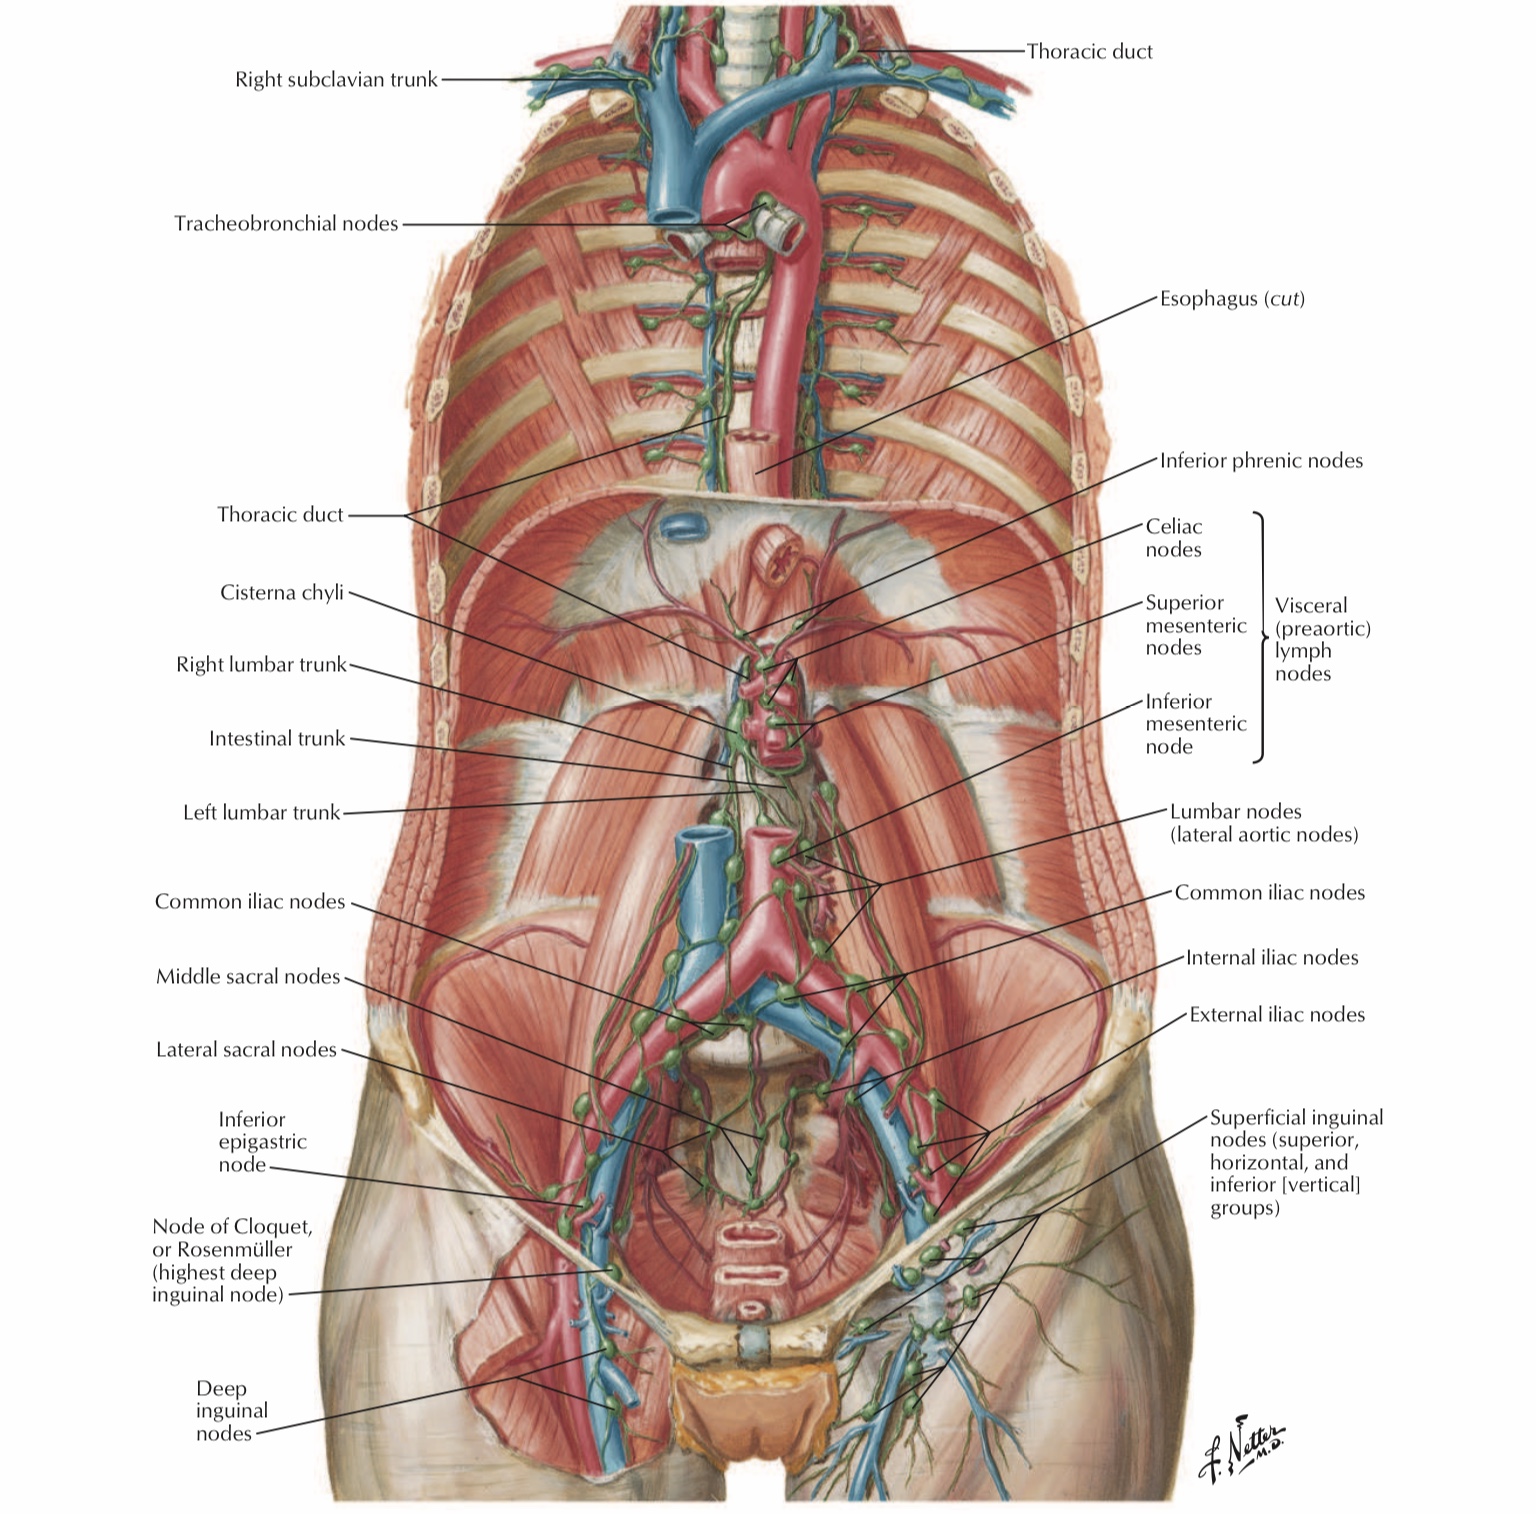 Thoracic duct
Right subclavian trunk
Tracheobronchial nodes
Esophagus (cut)
Inferior phrenic nodes
Thoracic duct
Celiac
nodes
Cisterna chyli
Superior
mesenteric
nodes
Visceral
(preaortic)
lymph
nodes
Right lumbar trunk
Inferior
mesenteric
node
Intestinal trunk
Left lumbar trunk
Lumbar nodes
(lateral aortic nodes)
Common iliac nodes
Common iliac nodes
Middle sacral nodes
Internal iliac nodes
External iliac nodes
Lateral sacral nodes
Inferior
epigastric
node
Superficial inguinal
nodes (superior,
horizontal, and
inferior [vertical]
groups)
Node of Cloquet,
or Rosenmüller
(highest deep
inguinal node)
Deep
inguinal
nodes
F. Netter
M.D.